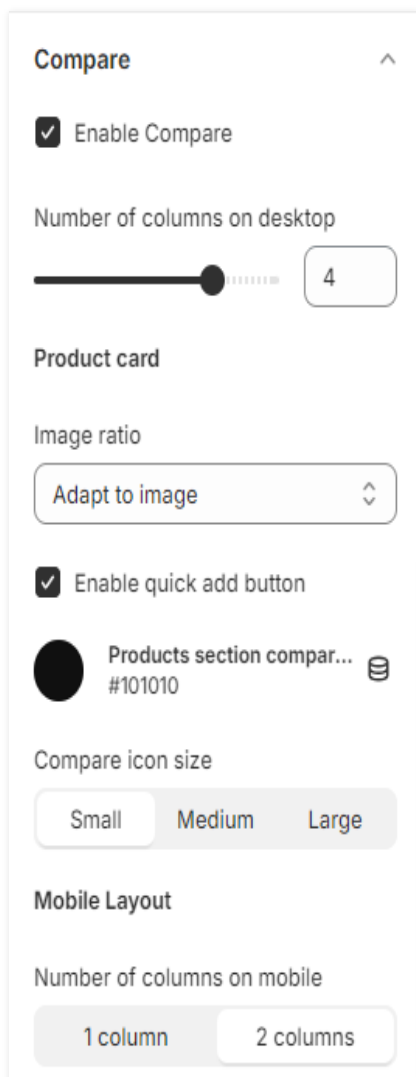 Compare
Enable Compare
Number of columns on desktop
4
Product card
Image ratio
Adapt to image
Enable quick add button
Products section compar...
#101010
Compare icon size
Small Medium Large
Mobile Layout
Number of columns on mobile
1 column 2 columns